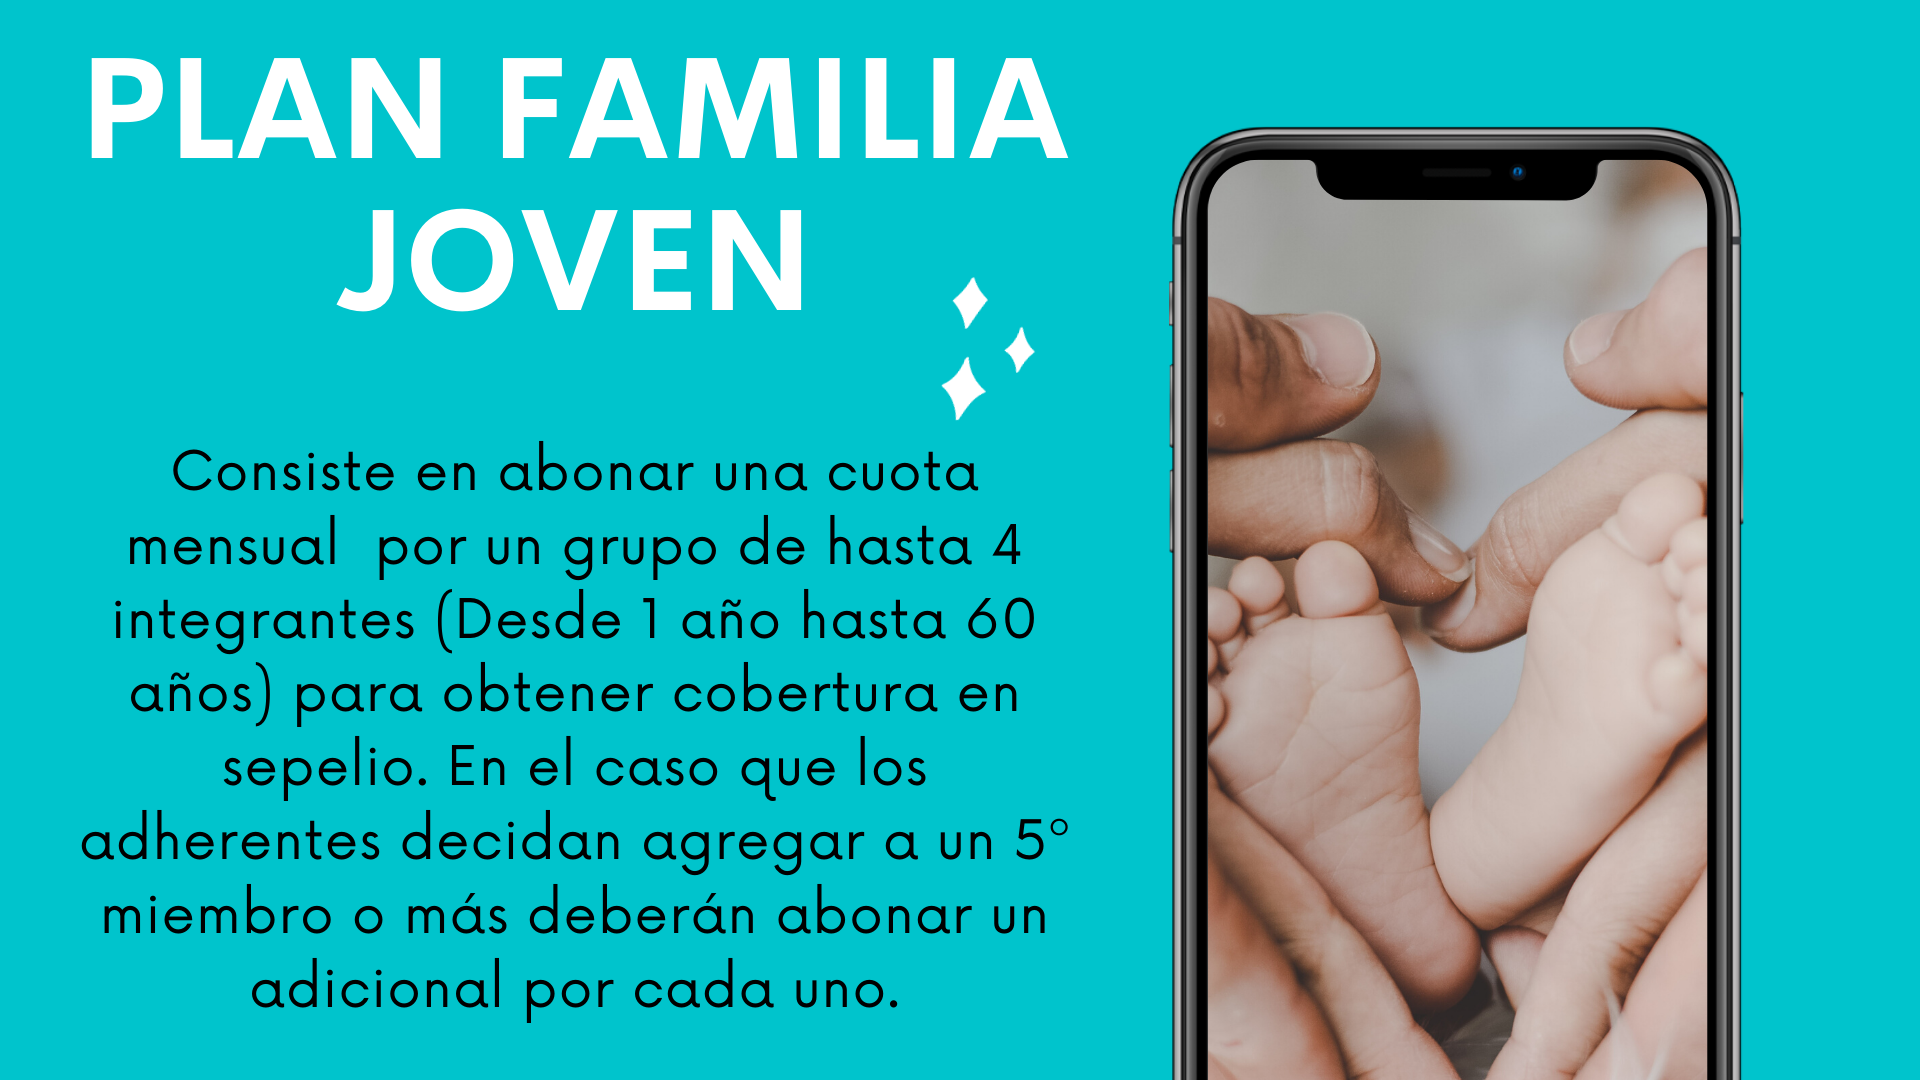 PLAN FAMILIA
JOVEN
Consiste en abonar una cuota
mensual  por un grupo de hasta 4
integrantes (Desde 1 año hasta 60
años) para obtener cobertura en
sepelio. En el caso que los
adherentes decidan agregar a un 5°
miembro o más deberán abonar un
adicional por cada uno.